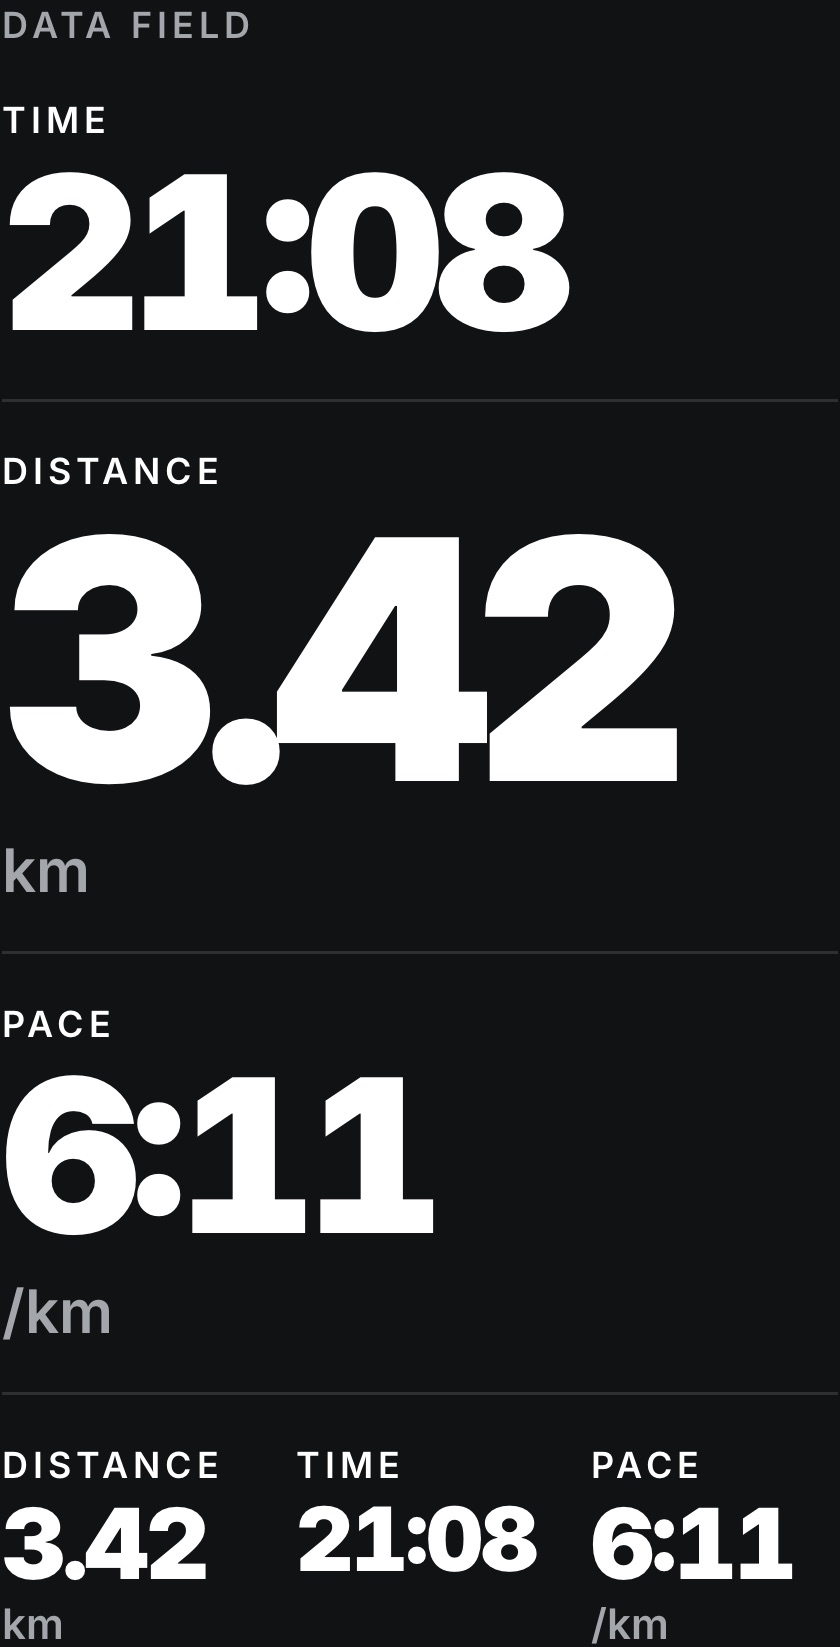 DATA FIELD
TIME
21:08
DISTANCE
3.42
km
PACE
6:11
/km
DISTANCE TIME PACE
3.42 21:08 6:11
km /km